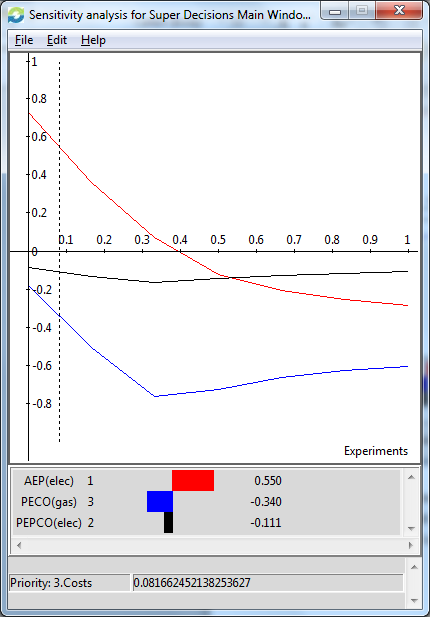 Sensitivity analysis for Super Decisions Main Windo...
File Edit Help
1
0.8
0.6
0.4
0.2
0.1 0.2 0.3 0.4 0.5 0.6 0.7 0.8 0.9 1
0
-0.2
-0.4
-0.6
-0.8
Experiments
AEP(elec) 1 0.550
PECO(gas) 3 -0.340
PEPCO(elec) 2 -0.111
Priority: 3.Costs 0.081662452138253627